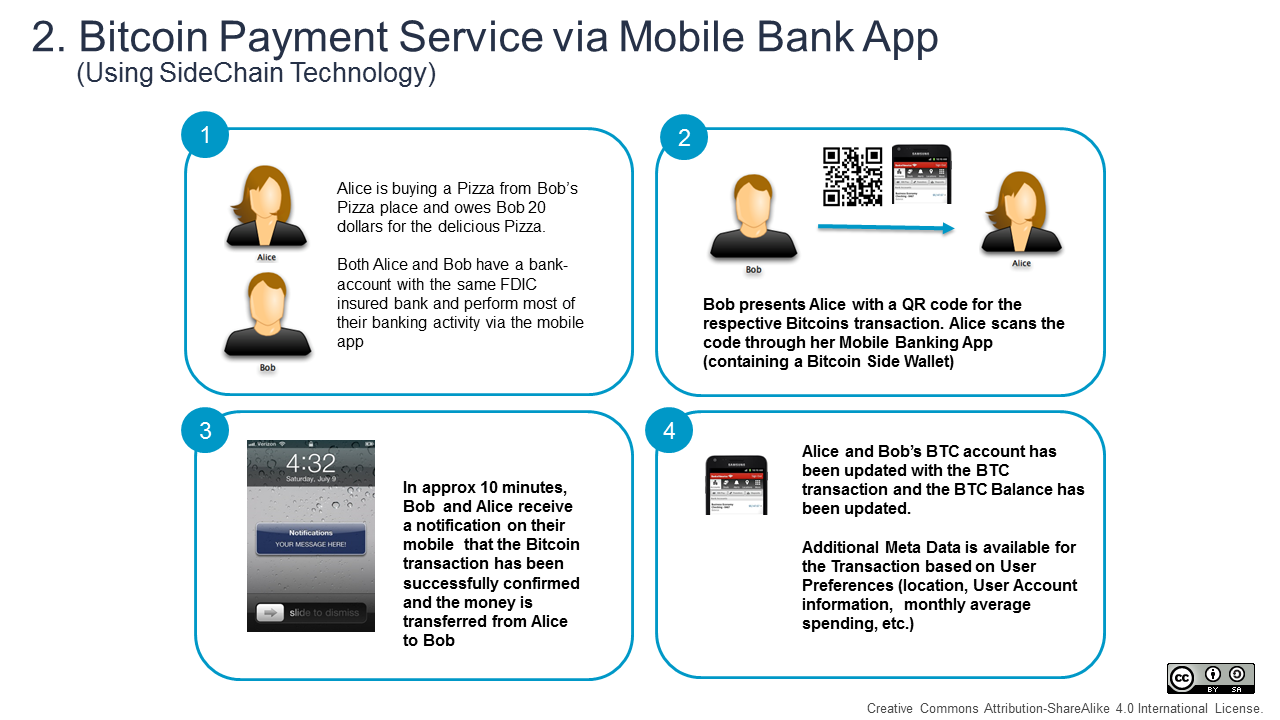 2. Bitcoin Payment Service via Mobile Bank App
(Using SideChain Technology)
1
Alice is buying a Pizza from Bob's
Pizza place and owes Bob 20
dollars for the delicious Pizza.
Both Alice and Bob have a bank-
account with the same FDIC
insured bank and perform most of
their banking activity via the mobile
app
Alice
Bob
2
SAMSUNG
Bob
Alice
Bob presents Alice with a QR code for the
respective Bitcoins transaction. Alice scans the
code through her Mobile Banking App
(containing a Bitcoin Side Wallet)
3
Verizon
4:32
Saturday, July 9
Notifications
YOUR MESSAGE HERE!
slide to dismiss
In approx 10 minutes,
Bob and Alice receive
a notification on their
mobile that the Bitcoin
transaction has been
successfully confirmed
and the money is
transferred from Alice
to Bob
4
SAMSUNG
Alice and Bob's BTC account has
been updated with the BTC
transaction and the BTC Balance has
been updated.
Additional Meta Data is available for
the Transaction based on User
Preferences (location, User Account
information, monthly average
spending, etc.)
cc BY SA
Creative Commons Attribution-ShareAlike 4.0 International License.